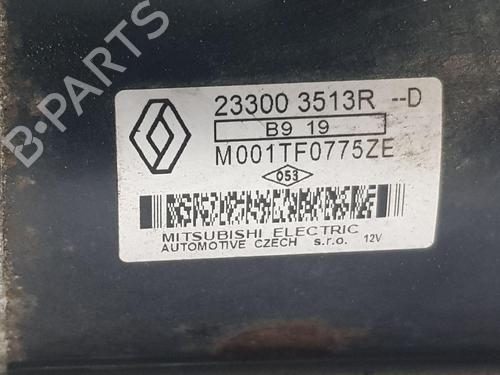 23300 3513R --D
B9 19
M001TF0775ZE
053
MITSUBISHI ELECTRIC
AUTOMOTIVE CZECH s.r.o. 12V
B-PARTS